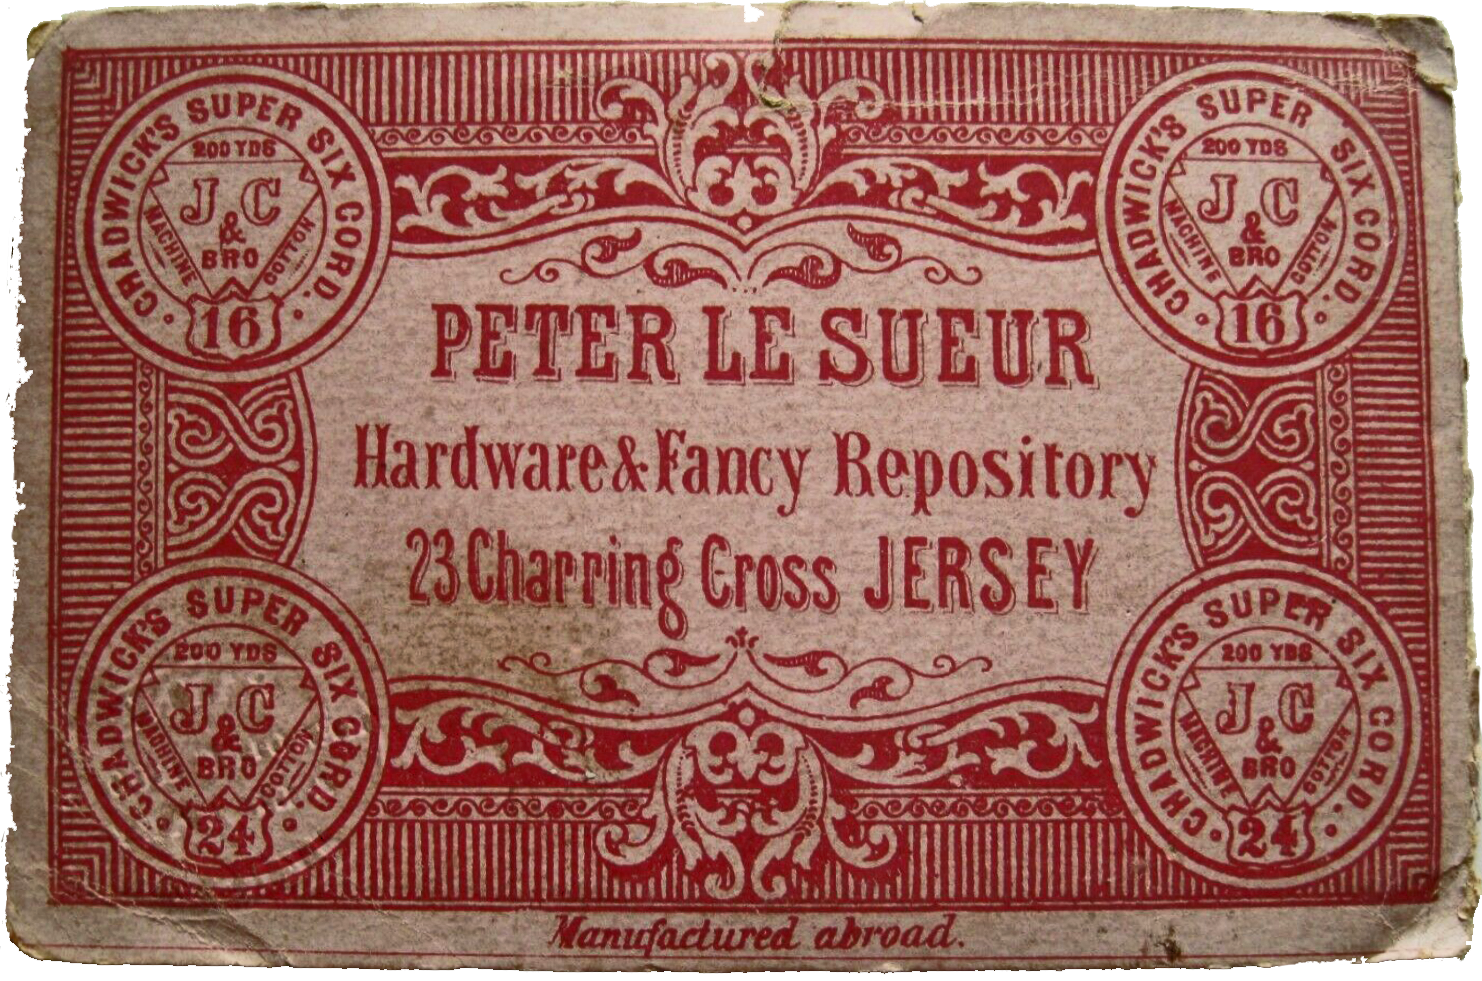 CHADWICK'S SUPER SIX CORD.
200 YDS
J & C
BRO
MACHINE COTTON
16
CHADWICK'S SUPER SIX CORD.
200 YDS
J & C
BRO
MACHINE COTTON
16
PETER LE SUEUR
Hardware & Fancy Repository
23 Charring Cross JERSEY
CHADWICK'S SUPER SIX CORD.
200 YDS
J & C
BRO
MACHINE COTTON
24
CHADWICK'S SUPER SIX CORD.
200 YDS
J & C
BRO
MACHINE COTTON
24
Manufactured abroad.